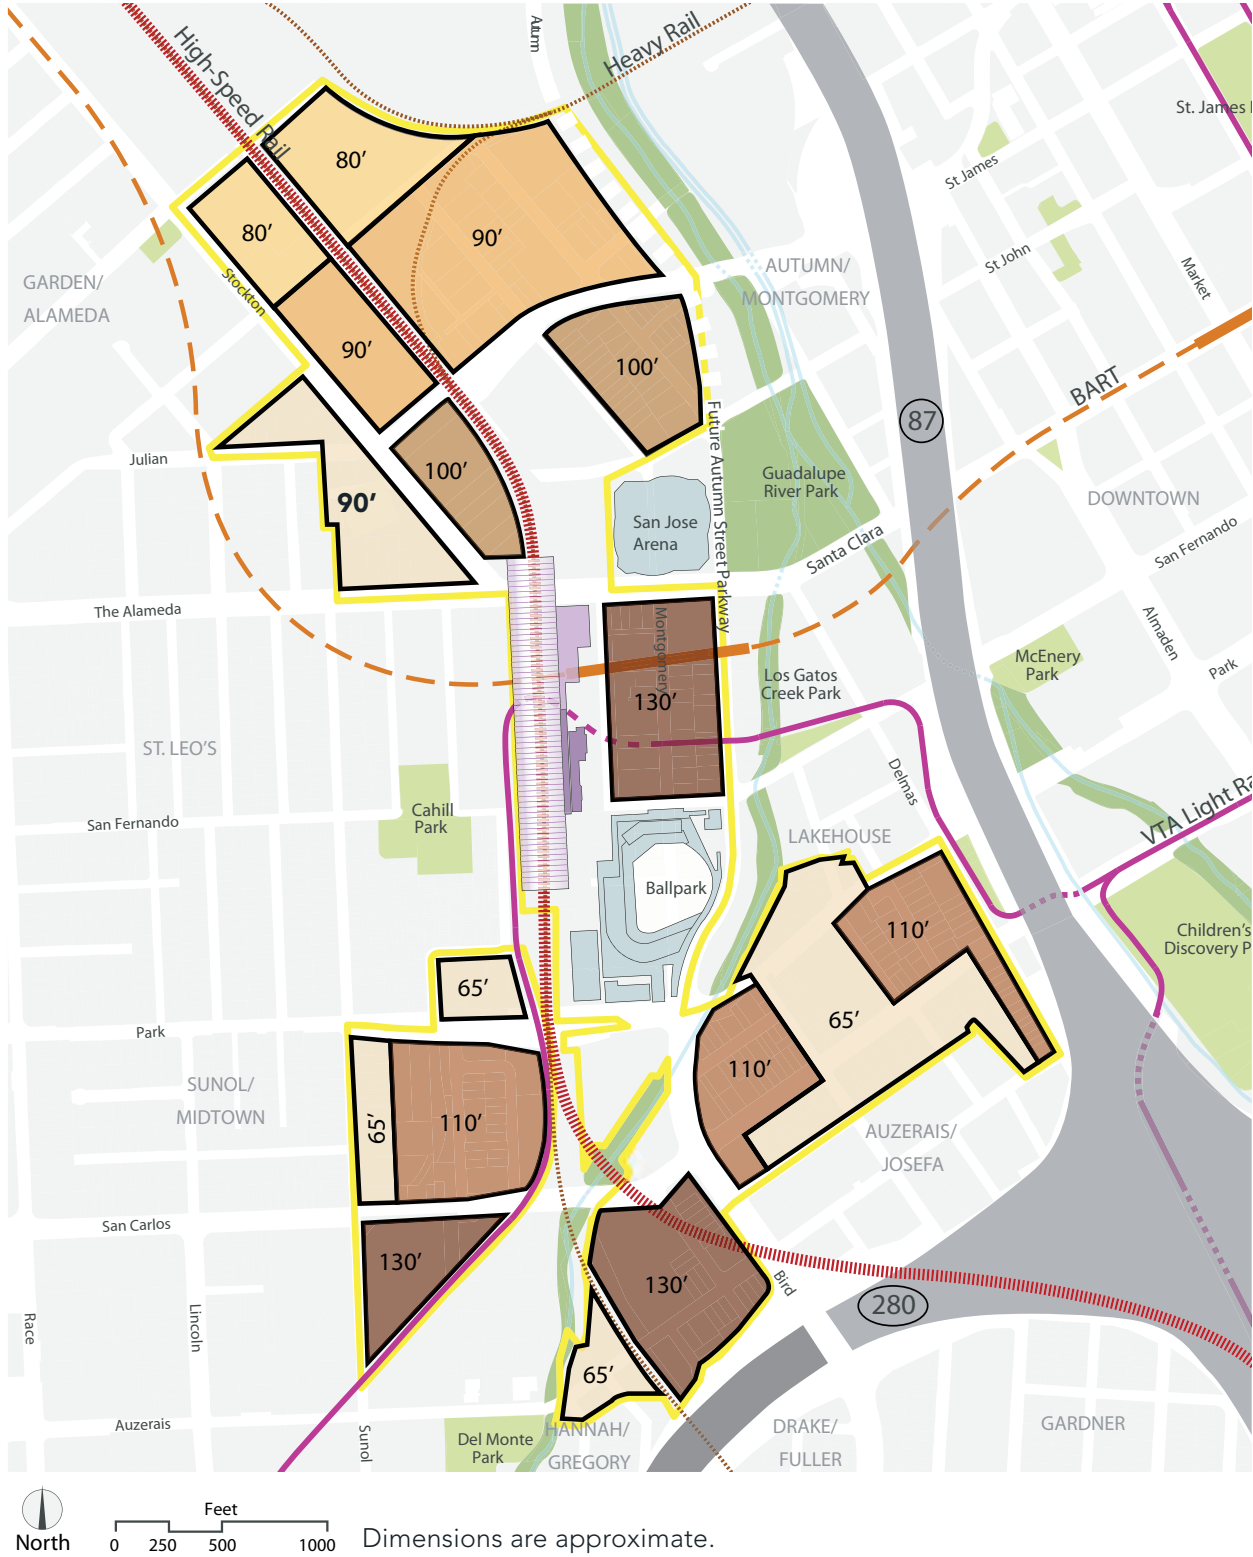 High-Speed Rail
Autumn
Heavy Rail
St. James
80′
St James
80′
90′
St John
Market
Stockton
GARDEN/
ALAMEDA
AUTUMN/
MONTGOMERY
90′
100′
BART
87
Future Autumn Street Parkway
Julian
100′
90′
Guadalupe
River Park
DOWNTOWN
San Jose
Arena
Santa Clara
San Fernando
The Alameda
Montgomery
Almaden
McEnery
Park
Park
Los Gatos
Creek Park
130′
ST. LEO'S
Delmas
San Fernando
Cahill
Park
LAKEHOUSE
VTA Light Ra
Ballpark
110′
Children's
Discovery P
65′
65′
Park
110′
SUNOL/
MIDTOWN
65′
110′
AUZERAIS/
JOSEFA
San Carlos
130′
130′
Bird
280
Race
Lincoln
65′
Auzerais
Sunol
Del Monte
Park
HANNAH/
GREGORY
DRAKE/
FULLER
GARDNER
North
Feet
0 250 500 1000
Dimensions are approximate.